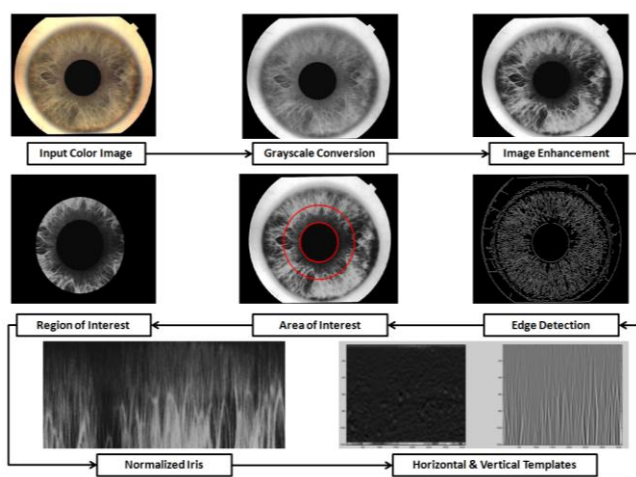 Input Color Image
Grayscale Conversion
Image Enhancement
Region of Interest
Area of Interest
Edge Detection
Normalized Iris
Horizontal & Vertical Templates